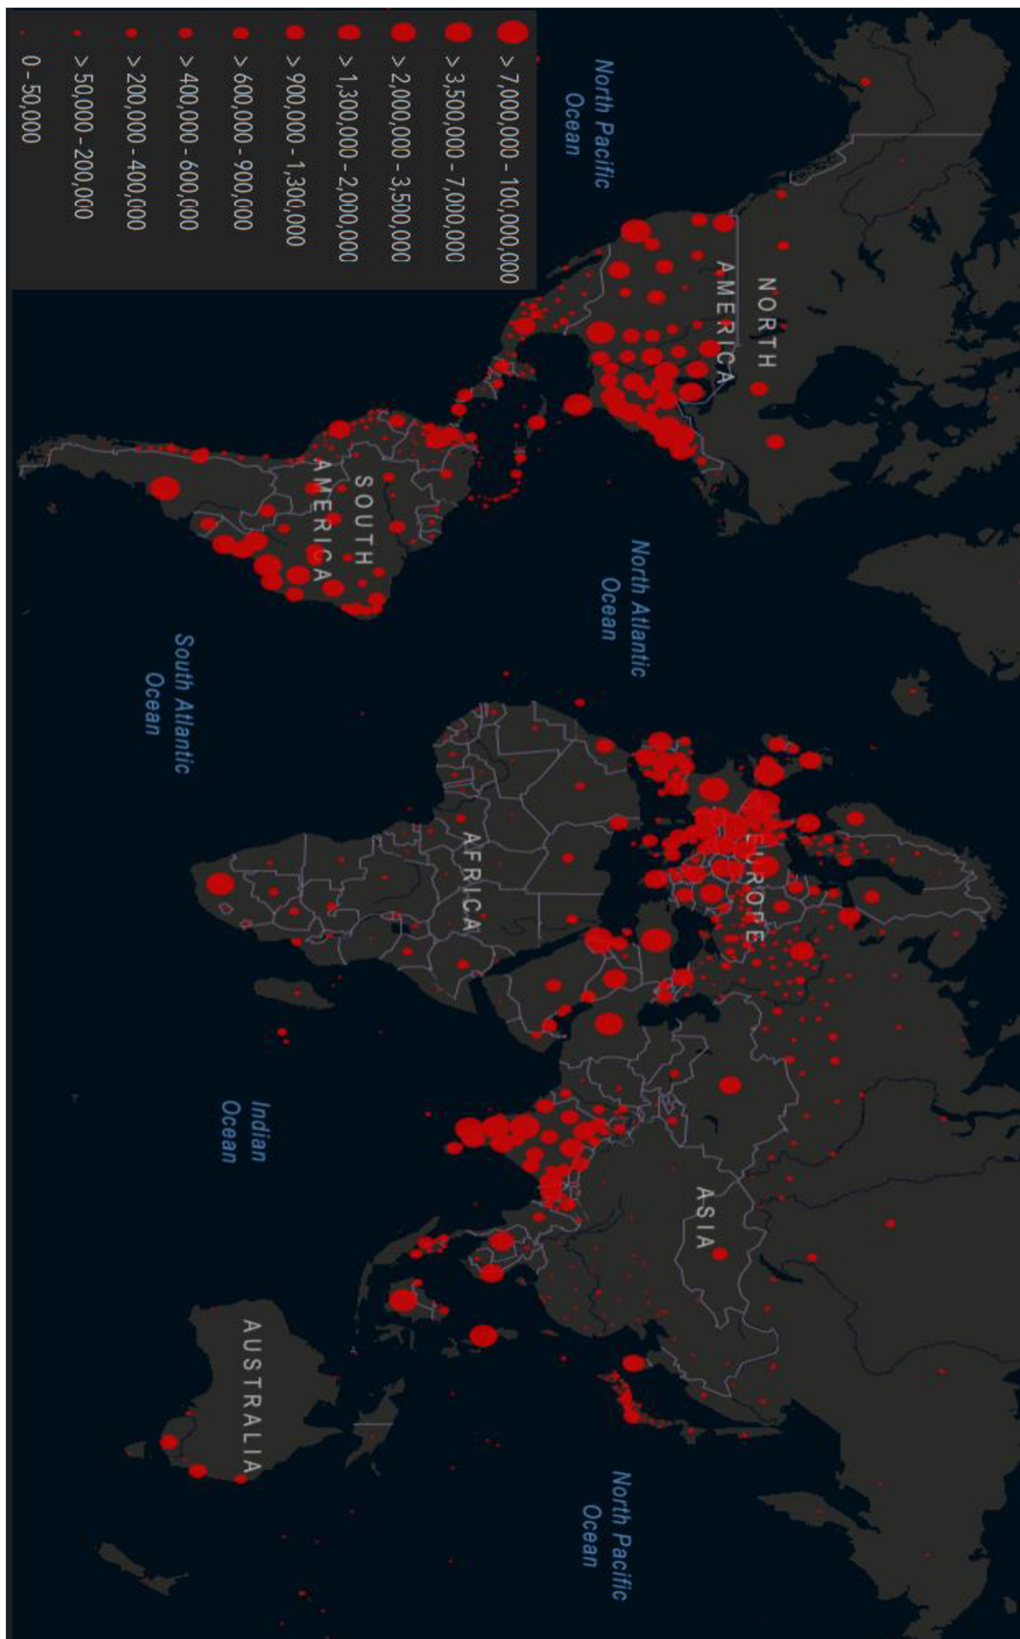 > 7,000,000-100,000,000
> 3,500,000 - 7,000,000
> 2,000,000 - 3,500,000
> 1,300,000 - 2,000,000
> 900,000 - 1,300,000
> 600,000 - 900,000
> 400,000 - 600,000
> 200,000 - 400,000
> 50,000 - 200,000
0 - 50,000
North Pacific
Ocean
NORTH
AMERICA
North Atlantic
Ocean
SOUTH
AMERICA
South Atlantic
Ocean
EUROPE
AFRICA
ASIA
Indian
Ocean
AUSTRALIA
North Pacific
Ocean